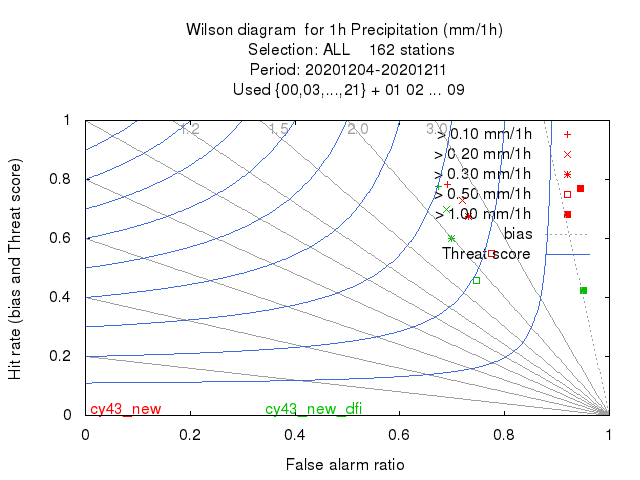 Wilson diagram  for 1h Precipitation (mm/1h)
Selection: ALL    162 stations
Period: 20201204-20201211
Used {00,03,...,21} + 01 02 ... 09
Hit rate (bias and Threat score)
1
0.8
0.6
0.4
0.2
0
1.2
1.5
2.0
3.0
> 0.10 mm/1h
> 0.20 mm/1h
> 0.30 mm/1h
> 0.50 mm/1h
> 1.00 mm/1h
bias
Threat score
cy43_new
cy43_new_dfi
0
0.2
0.4
0.6
0.8
1
False alarm ratio